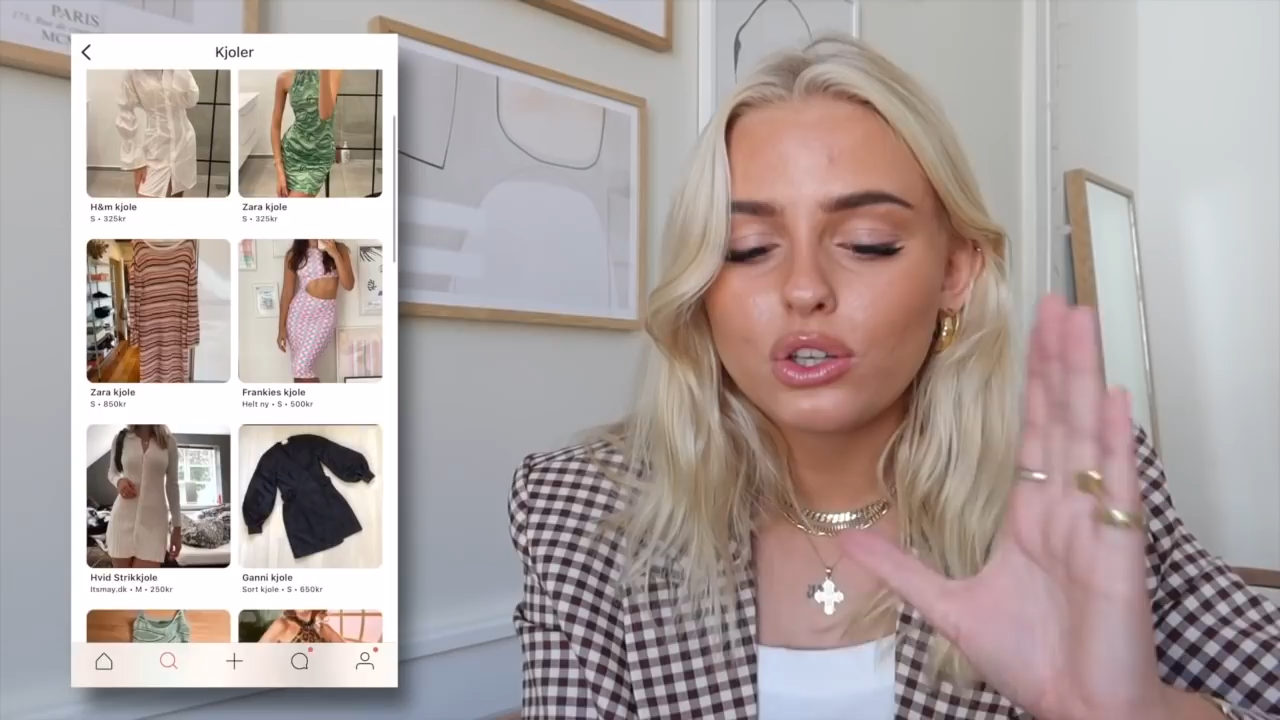 PARIS
Kjoler
H&m kjole
S • 325kr
Zara kjole
S • 325kr
Zara kjole
S • 850kr
Frankies kjole
Helt ny • S • 500kr
Hvid Strikkjole
Itsmay.dk • M • 250kr
Ganni kjole
Sort kjole • S • 650kr